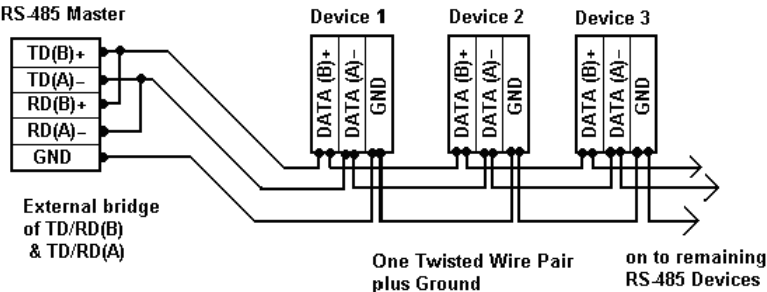 RS-485 Master
Device 1
Device 2
Device 3
TD(B)+
TD(A)-
RD(B)+
RD(A)-
GND
DATA (B)+
DATA (A)-
GND
DATA (B)+
DATA (A)-
GND
DATA (B)+
DATA (A)-
GND
External bridge
of TD/RD(B)
& TD/RD(A)
One Twisted Wire Pair
plus Ground
on to remaining
RS-485 Devices